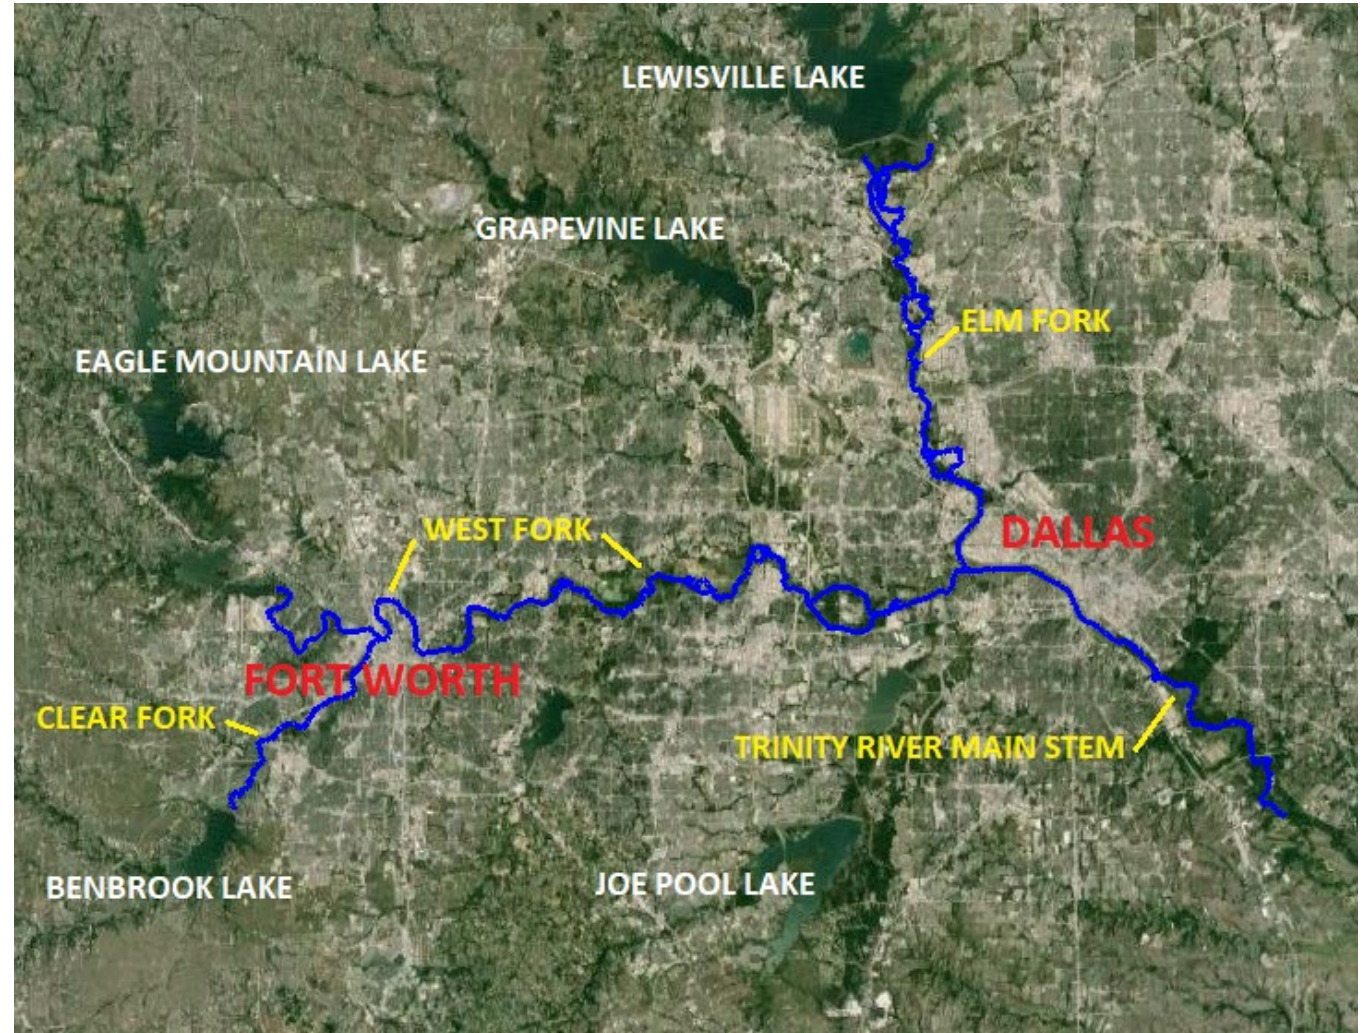 LEWISVILLE LAKE
GRAPEVINE LAKE
ELM FORK
EAGLE MOUNTAIN LAKE
WEST FORK
DALLAS
FORT WORTH
CLEAR FORK
TRINITY RIVER MAIN STEM
BENBROOK LAKE
JOE POOL LAKE